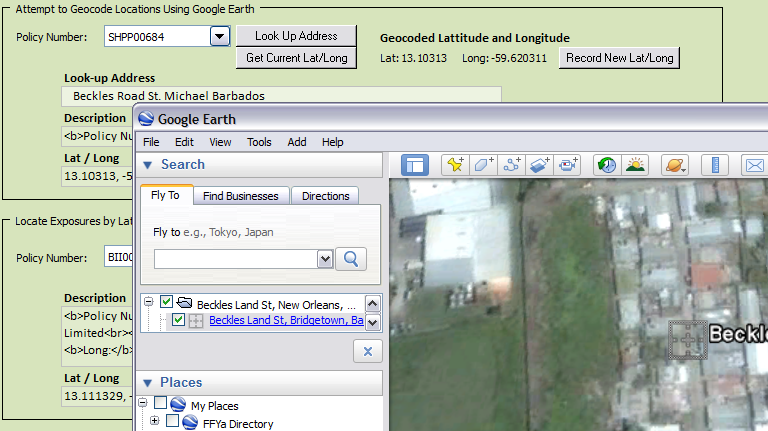 Attempt to Geocode Locations Using Google Earth
Policy Number: SHPP00684 Look Up Address
Get Current Lat/Long
Geocoded Lattitude and Longitude
Lat: 13.10313 Long: -59.620311 Record New Lat/Long
Look-up Address
Beckles Road St. Michael Barbados
Description
<b>Policy Nu
Lat / Long
13.10313, -5
Locate Exposures by Lat
Policy Number: BII00
Description
<b>Policy Nu
Limited<br><
<b>Long:</b>
Lat / Long
13.111329, -
Google Earth
File Edit View Tools Add Help
Search
Fly To Find Businesses Directions
Fly to e.g., Tokyo, Japan
Beckles Land St, New Orleans, ...
Beckles Land St, Bridgetown, Ba
Places
My Places
FFYa Directory
Beckle